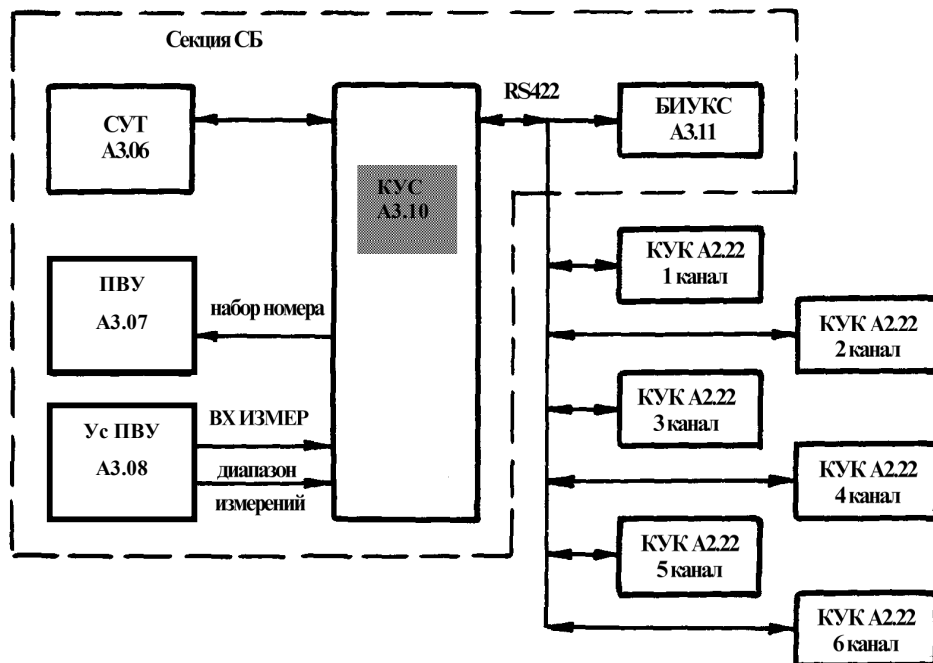 Секция СБ
СУТ
А3.06
КУС
А3.10
RS422
БИУКС
А3.11
ПВУ
А3.07
набор номера
Ус ПВУ
А3.08
ВХ ИЗМЕР
диапазон
измерений
КУК А2.22
1 канал
КУК А2.22
2 канал
КУК А2.22
3 канал
КУК А2.22
4 канал
КУК А2.22
5 канал
КУК А2.22
6 канал